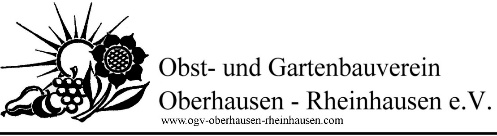 Obst- und Gartenbauverein
Oberhausen - Rheinhausen e.V.
www.ogv-oberhausen-rheinhausen.com